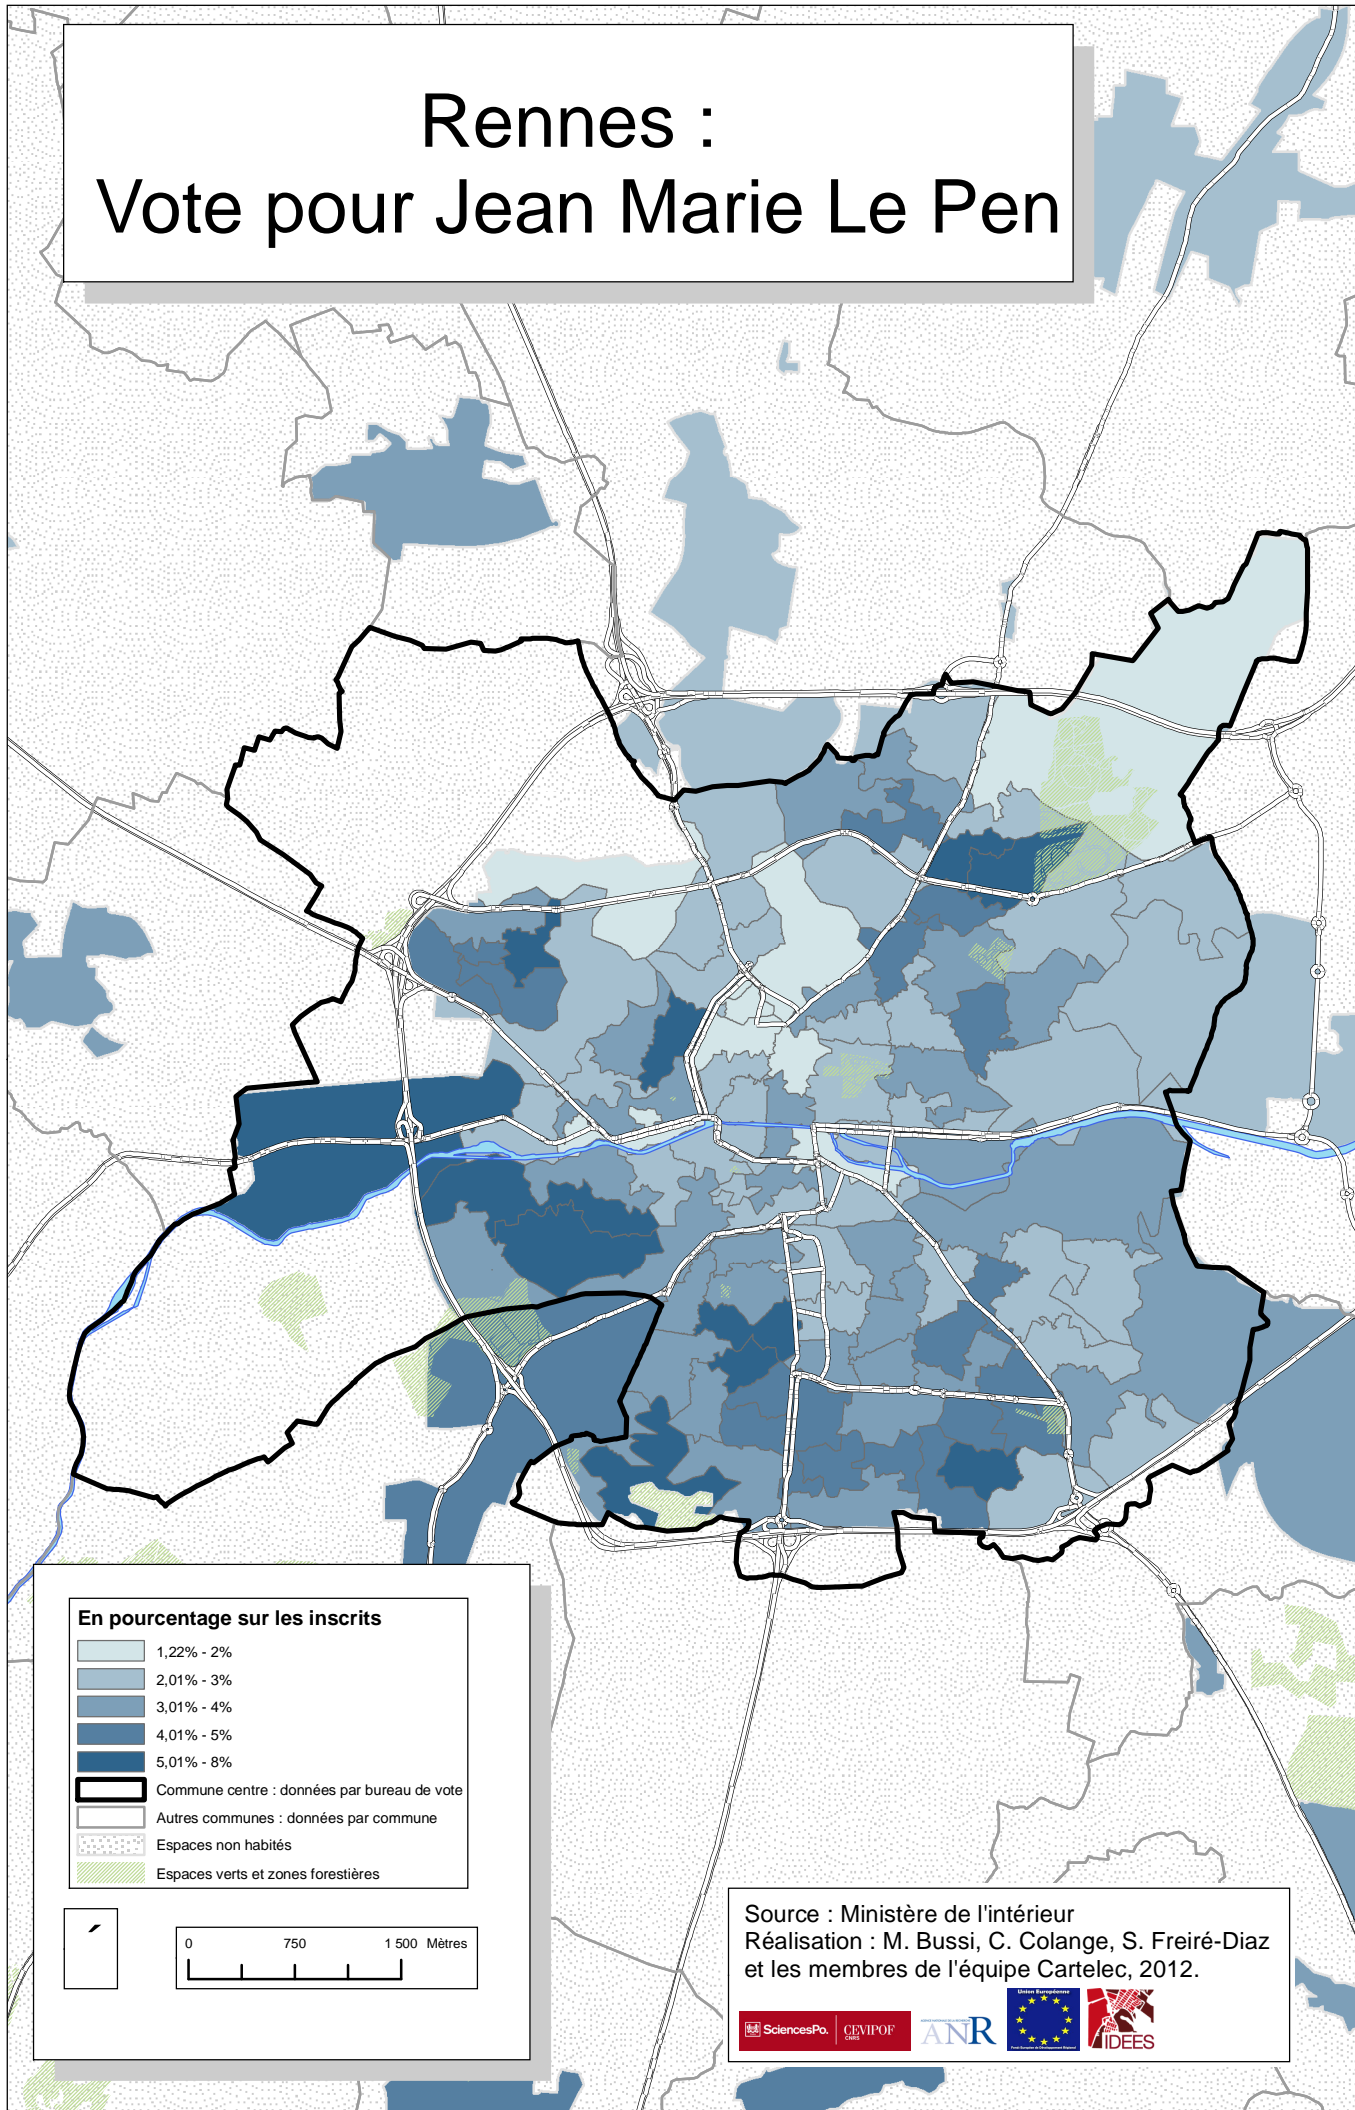 Rennes :
Vote pour Jean Marie Le Pen
En pourcentage sur les inscrits
1,22% - 2%
2,01% - 3%
3,01% - 4%
4,01% - 5%
5,01% - 8%
Commune centre : données par bureau de vote
Autres communes : données par commune
Espaces non habités
Espaces verts et zones forestières
0 750 1 500 Mètres
Source : Ministère de l'intérieur
Réalisation : M. Bussi, C. Colange, S. Freiré-Diaz
et les membres de l'équipe Cartelec, 2012.
SciencesPo.
CEVIPOF
CNRS
ANR
Union Européenne
IDEES